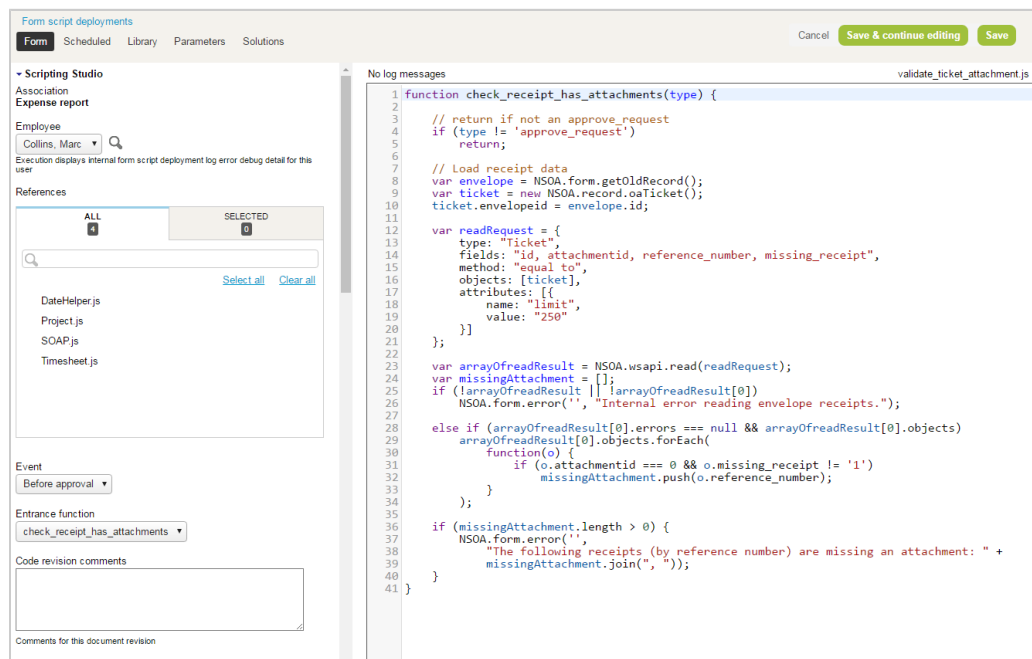 Form script deployments
Form Scheduled Library Parameters Solutions
Cancel Save & continue editing Save
Scripting Studio
Association
Expense report
Employee
Collins, Marc
Execution displays internal form script deployment log error debug detail for this
user
References
ALL SELECTED
4 0
Select all Clear all
DateHelper.js
Project.js
SOAP.js
Timesheet.js
Event
Before approval
Entrance function
check_receipt_has_attachments
Code revision comments
Comments for this document revision
No log messages validate_ticket_attachment.js
1 function check_receipt_has_attachments(type) {
2
3 // return if not an approve_request
4 if (type != 'approve_request')
5 return;
6
7 // Load receipt data
8 var envelope = NSOA.form.getOldRecord();
9 var ticket = new NSOA.record.oaTicket();
10 ticket.envelopeid = envelope.id;
11
12 var readRequest = {
13 type: "Ticket",
14 fields: "id, attachmentid, reference_number, missing_receipt",
15 method: "equal to",
16 objects: [ticket],
17 attributes: [{
18 name: "limit",
19 value: "250"
20 }]
21 };
22
23 var arrayOfreadResult = NSOA.wsapi.read(readRequest);
24 var missingAttachment = [];
25 if (!arrayOfreadResult || !arrayOfreadResult[0])
26 NSOA.form.error('', "Internal error reading envelope receipts.");
27
28 else if (arrayOfreadResult[0].errors === null && arrayOfreadResult[0].objects)
29 arrayOfreadResult[0].objects.forEach(
30 function(o) {
31 if (o.attachmentid === 0 && o.missing_receipt != '1')
32 missingAttachment.push(o.reference_number);
33 }
34 );
35
36 if (missingAttachment.length > 0) {
37 NSOA.form.error('',
38 "The following receipts (by reference number) are missing an attachment: " +
39 missingAttachment.join(", "));
40 }
41 }